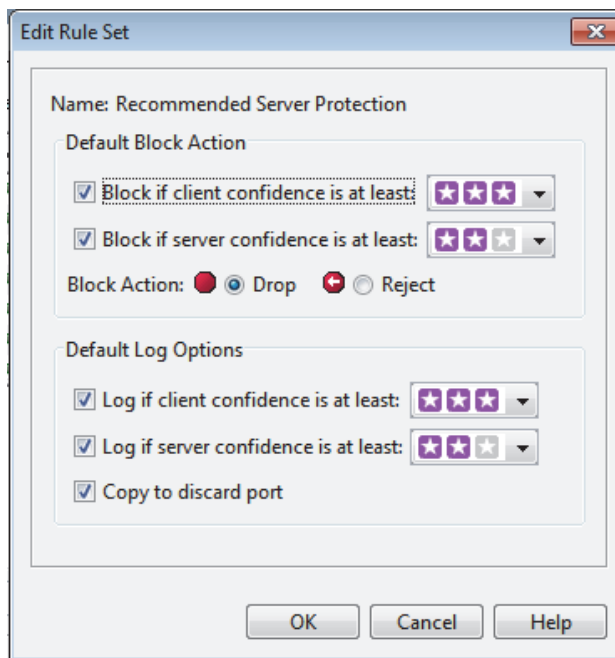 Edit Rule Set
Name: Recommended Server Protection
Default Block Action
Block if client confidence is at least:
Block if server confidence is at least:
Block Action: Drop Reject
Default Log Options
Log if client confidence is at least:
Log if server confidence is at least:
Copy to discard port
OK Cancel Help